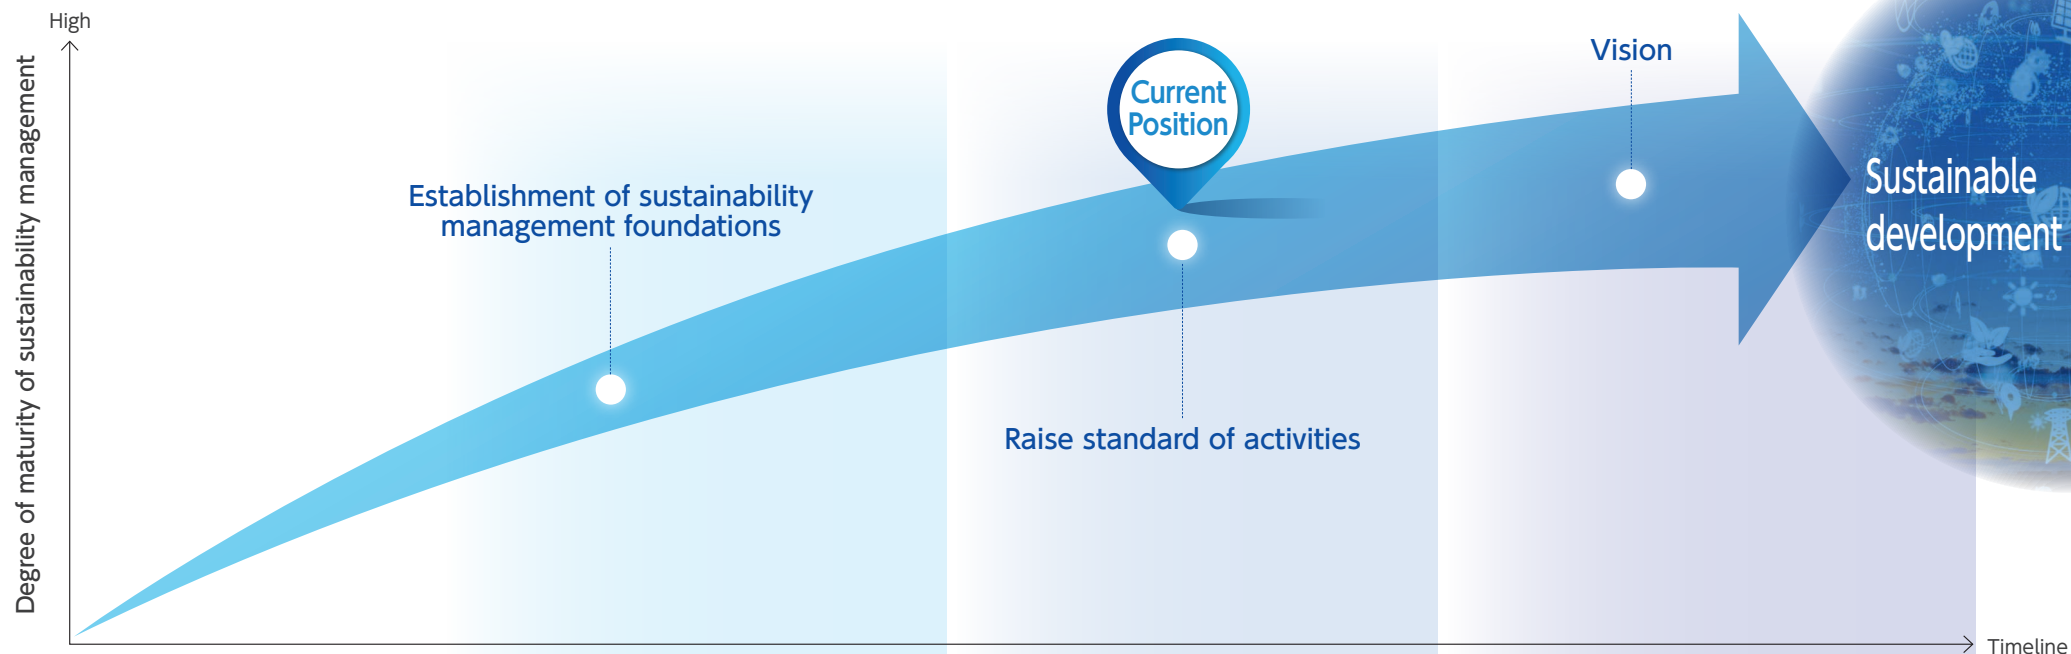 High
Degree of maturity of sustainability management
Establishment of sustainability
management foundations
Current
Position
Raise standard of activities
Vision
Sustainable
development
Timeline